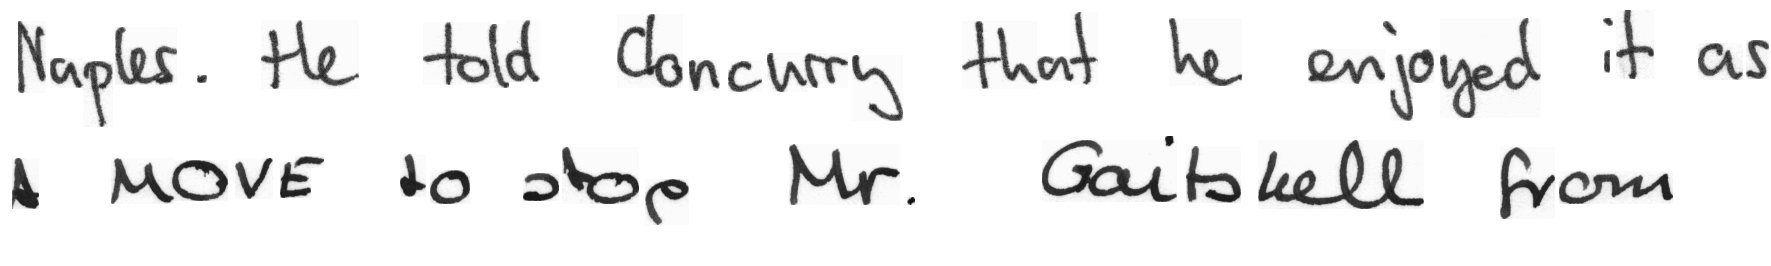 Naples. He told Cloncurry that he enjoyed it as
A MOVE to stop Mr. Gaitskell from